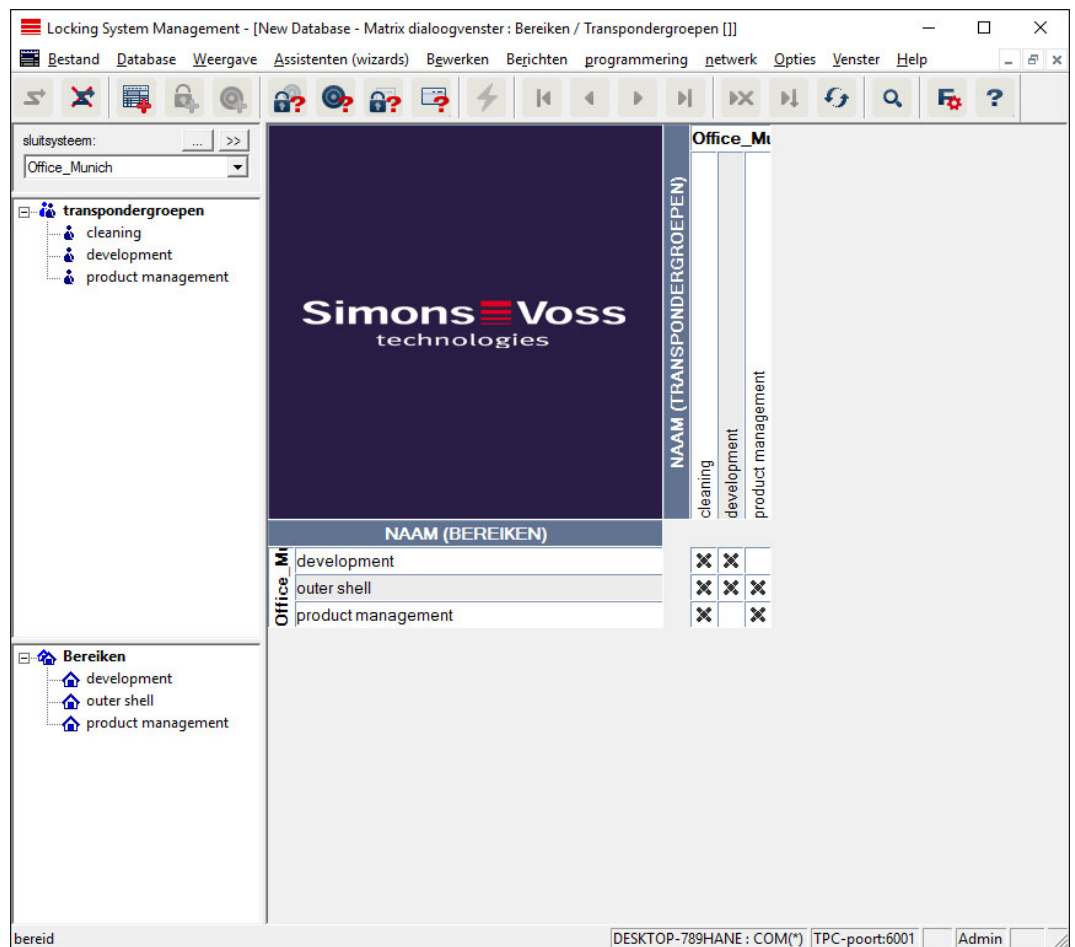 Locking System Management - [New Database - Matrix dialoogvenster : Bereiken / Transpondergroepen []]
Bestand Database Weergave Assistenten (wizards) Bewerken Berichten programmering netwerk Opties Venster Help
sluitsysteem: ... >>
Office_Munich
transpondergroepen
cleaning
development
product management
Bereiken
development
outer shell
product management
Simons Voss
technologies
NAAM (TRANSPONDERGROEPEN)
Office_Mu
cleaning
development
product management
NAAM (BEREIKEN)
Office_Mu
development
outer shell
product management
bereid
DESKTOP-789HANE : COM(*) TPC-poort:6001 Admin